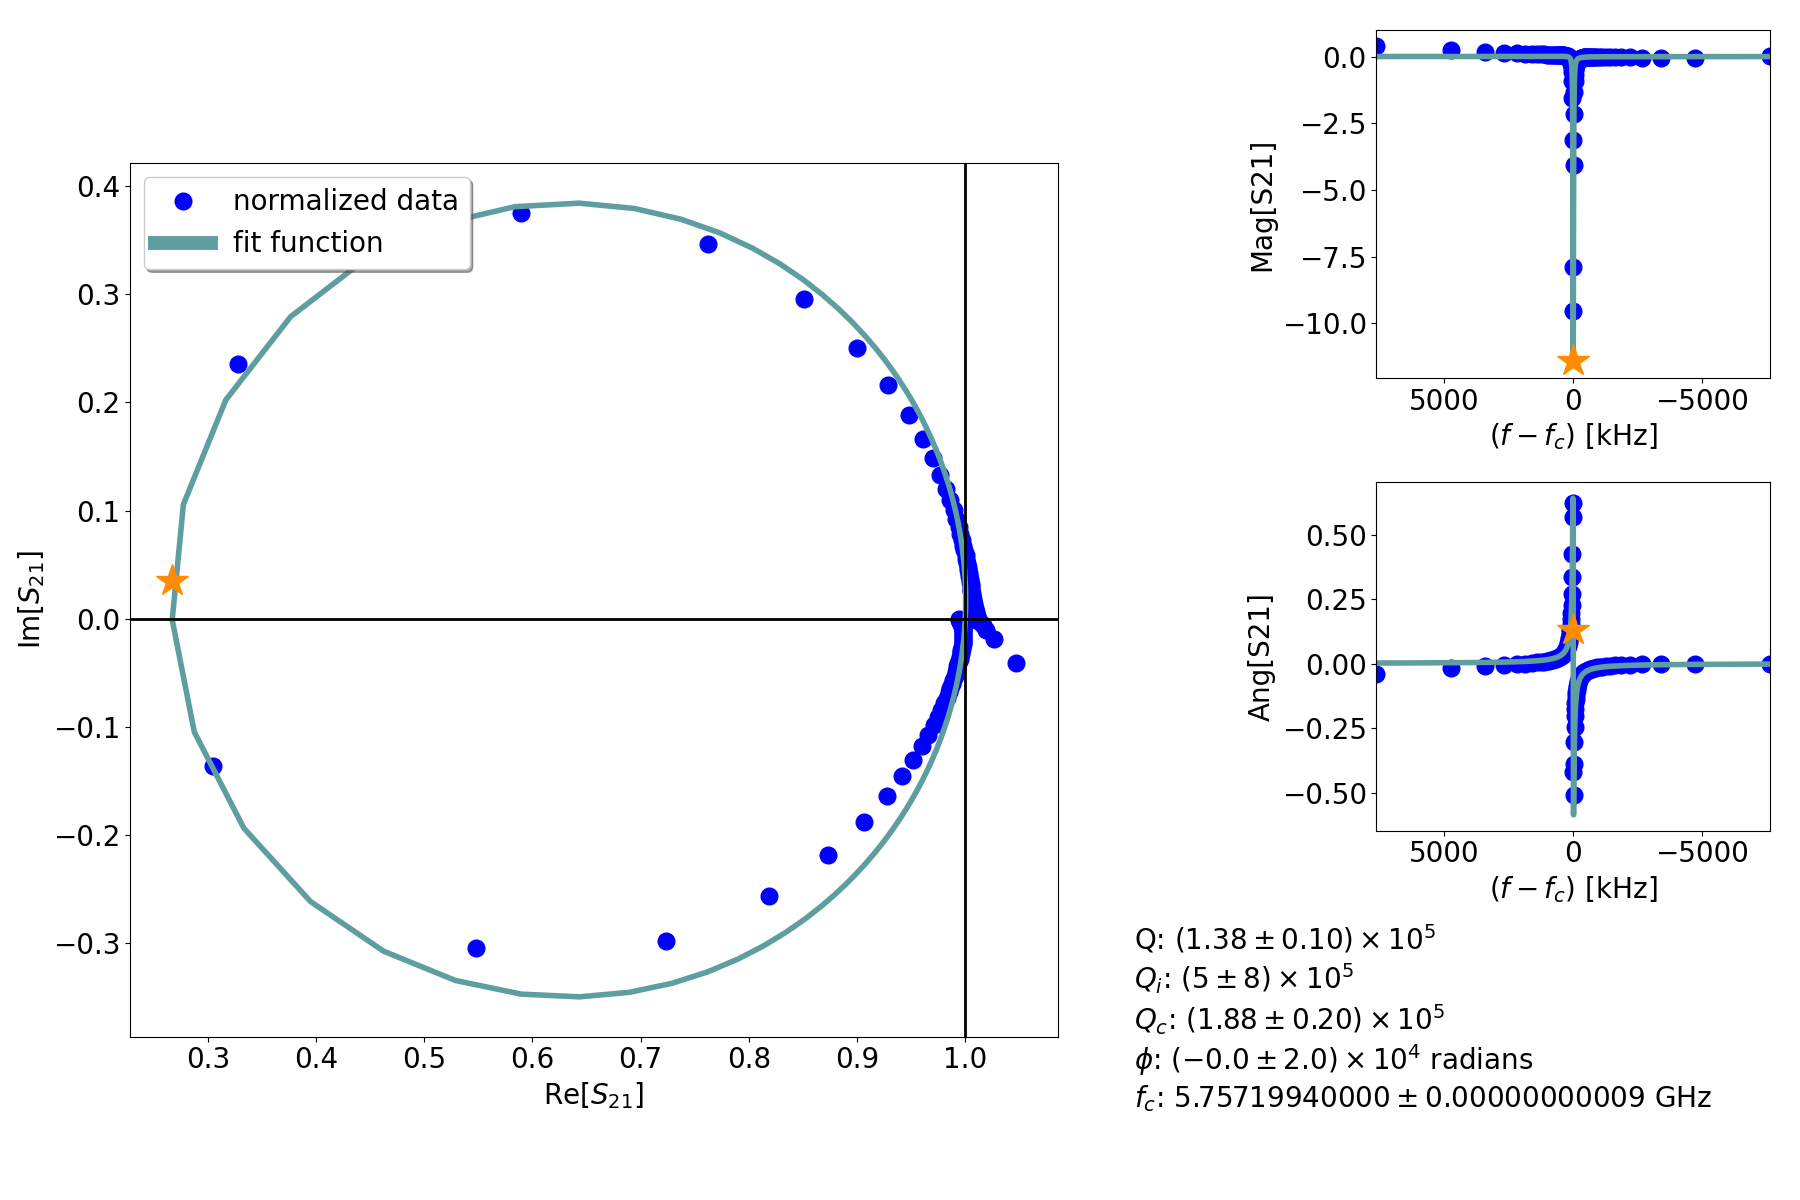 normalized data
fit function
0.4
0.3
0.2
0.1
0.0
−0.1
−0.2
−0.3
Im[S21]
0.3 0.4 0.5 0.6 0.7 0.8 0.9 1.0
Re[S21]
0.0
−2.5
−5.0
−7.5
−10.0
Mag[S21]
5000 0 −5000
(f − fc) [kHz]
0.50
0.25
0.00
−0.25
−0.50
Ang[S21]
5000 0 −5000
(f − fc) [kHz]
Q: (1.38 ± 0.10) × 10^5
Qi: (5 ± 8) × 10^5
Qc: (1.88 ± 0.20) × 10^5
ϕ: (−0.0 ± 2.0) × 10^4 radians
fc: 5.75719940000 ± 0.00000000009 GHz